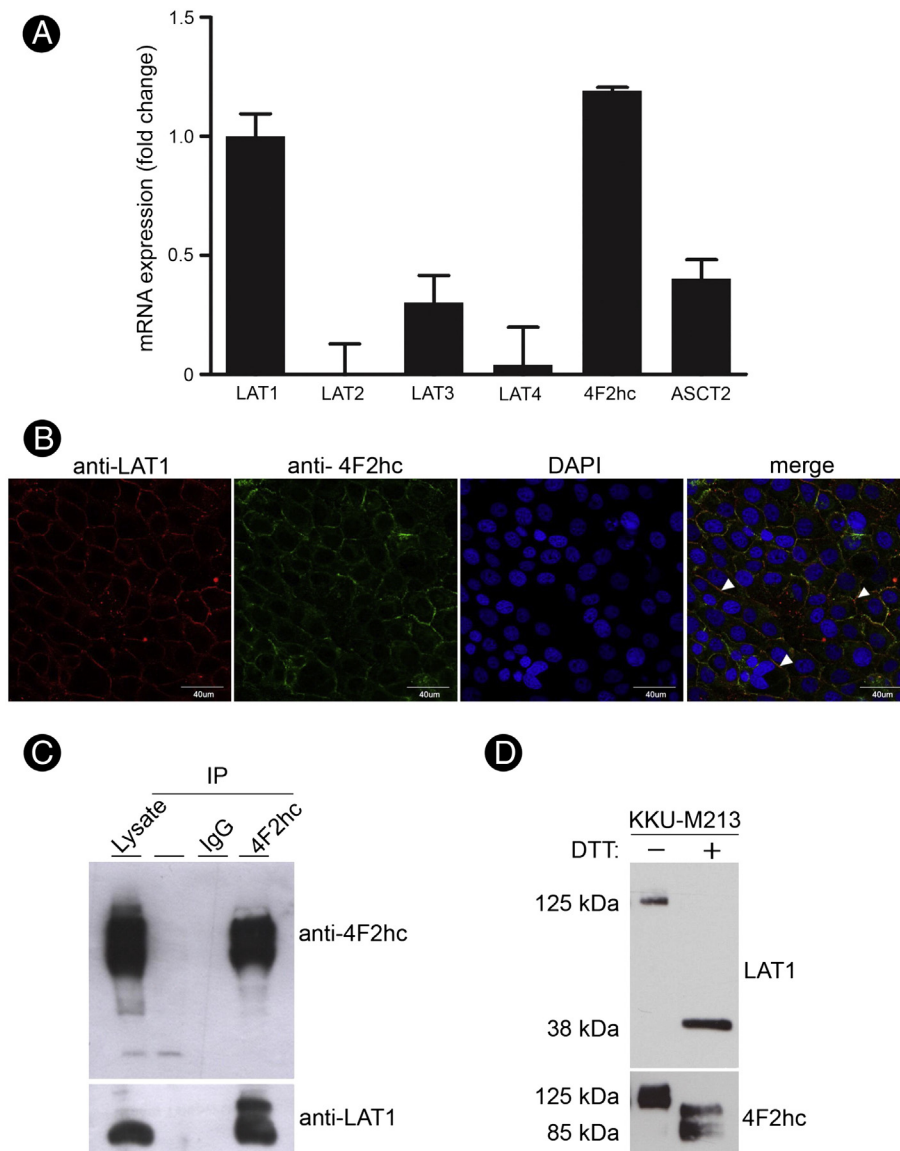 A
mRNA expression (fold change)
1.5
1.0
0.5
0
LAT1 LAT2 LAT3 LAT4 4F2hc ASCT2
B
anti-LAT1 anti- 4F2hc DAPI merge
40um 40um 40um 40um
C
IP
Lysate IgG 4F2hc
anti-4F2hc
anti-LAT1
D
KKU-M213
DTT: − +
125 kDa
LAT1
38 kDa
125 kDa
4F2hc
85 kDa